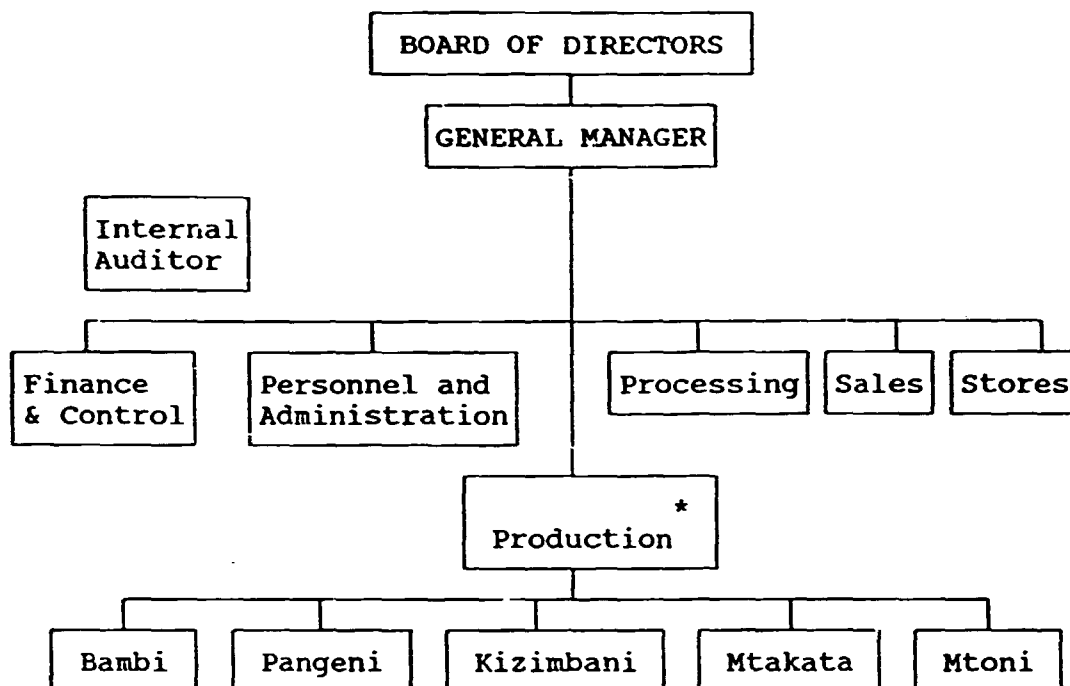 BOARD OF DIRECTORS
GENERAL MANAGER
Internal
Auditor
Finance
& Control
Personnel and
Administration
Processing
Sales
Stores
*
Production
Bambi
Pangeni
Kizimbani
Mtakata
Mtoni